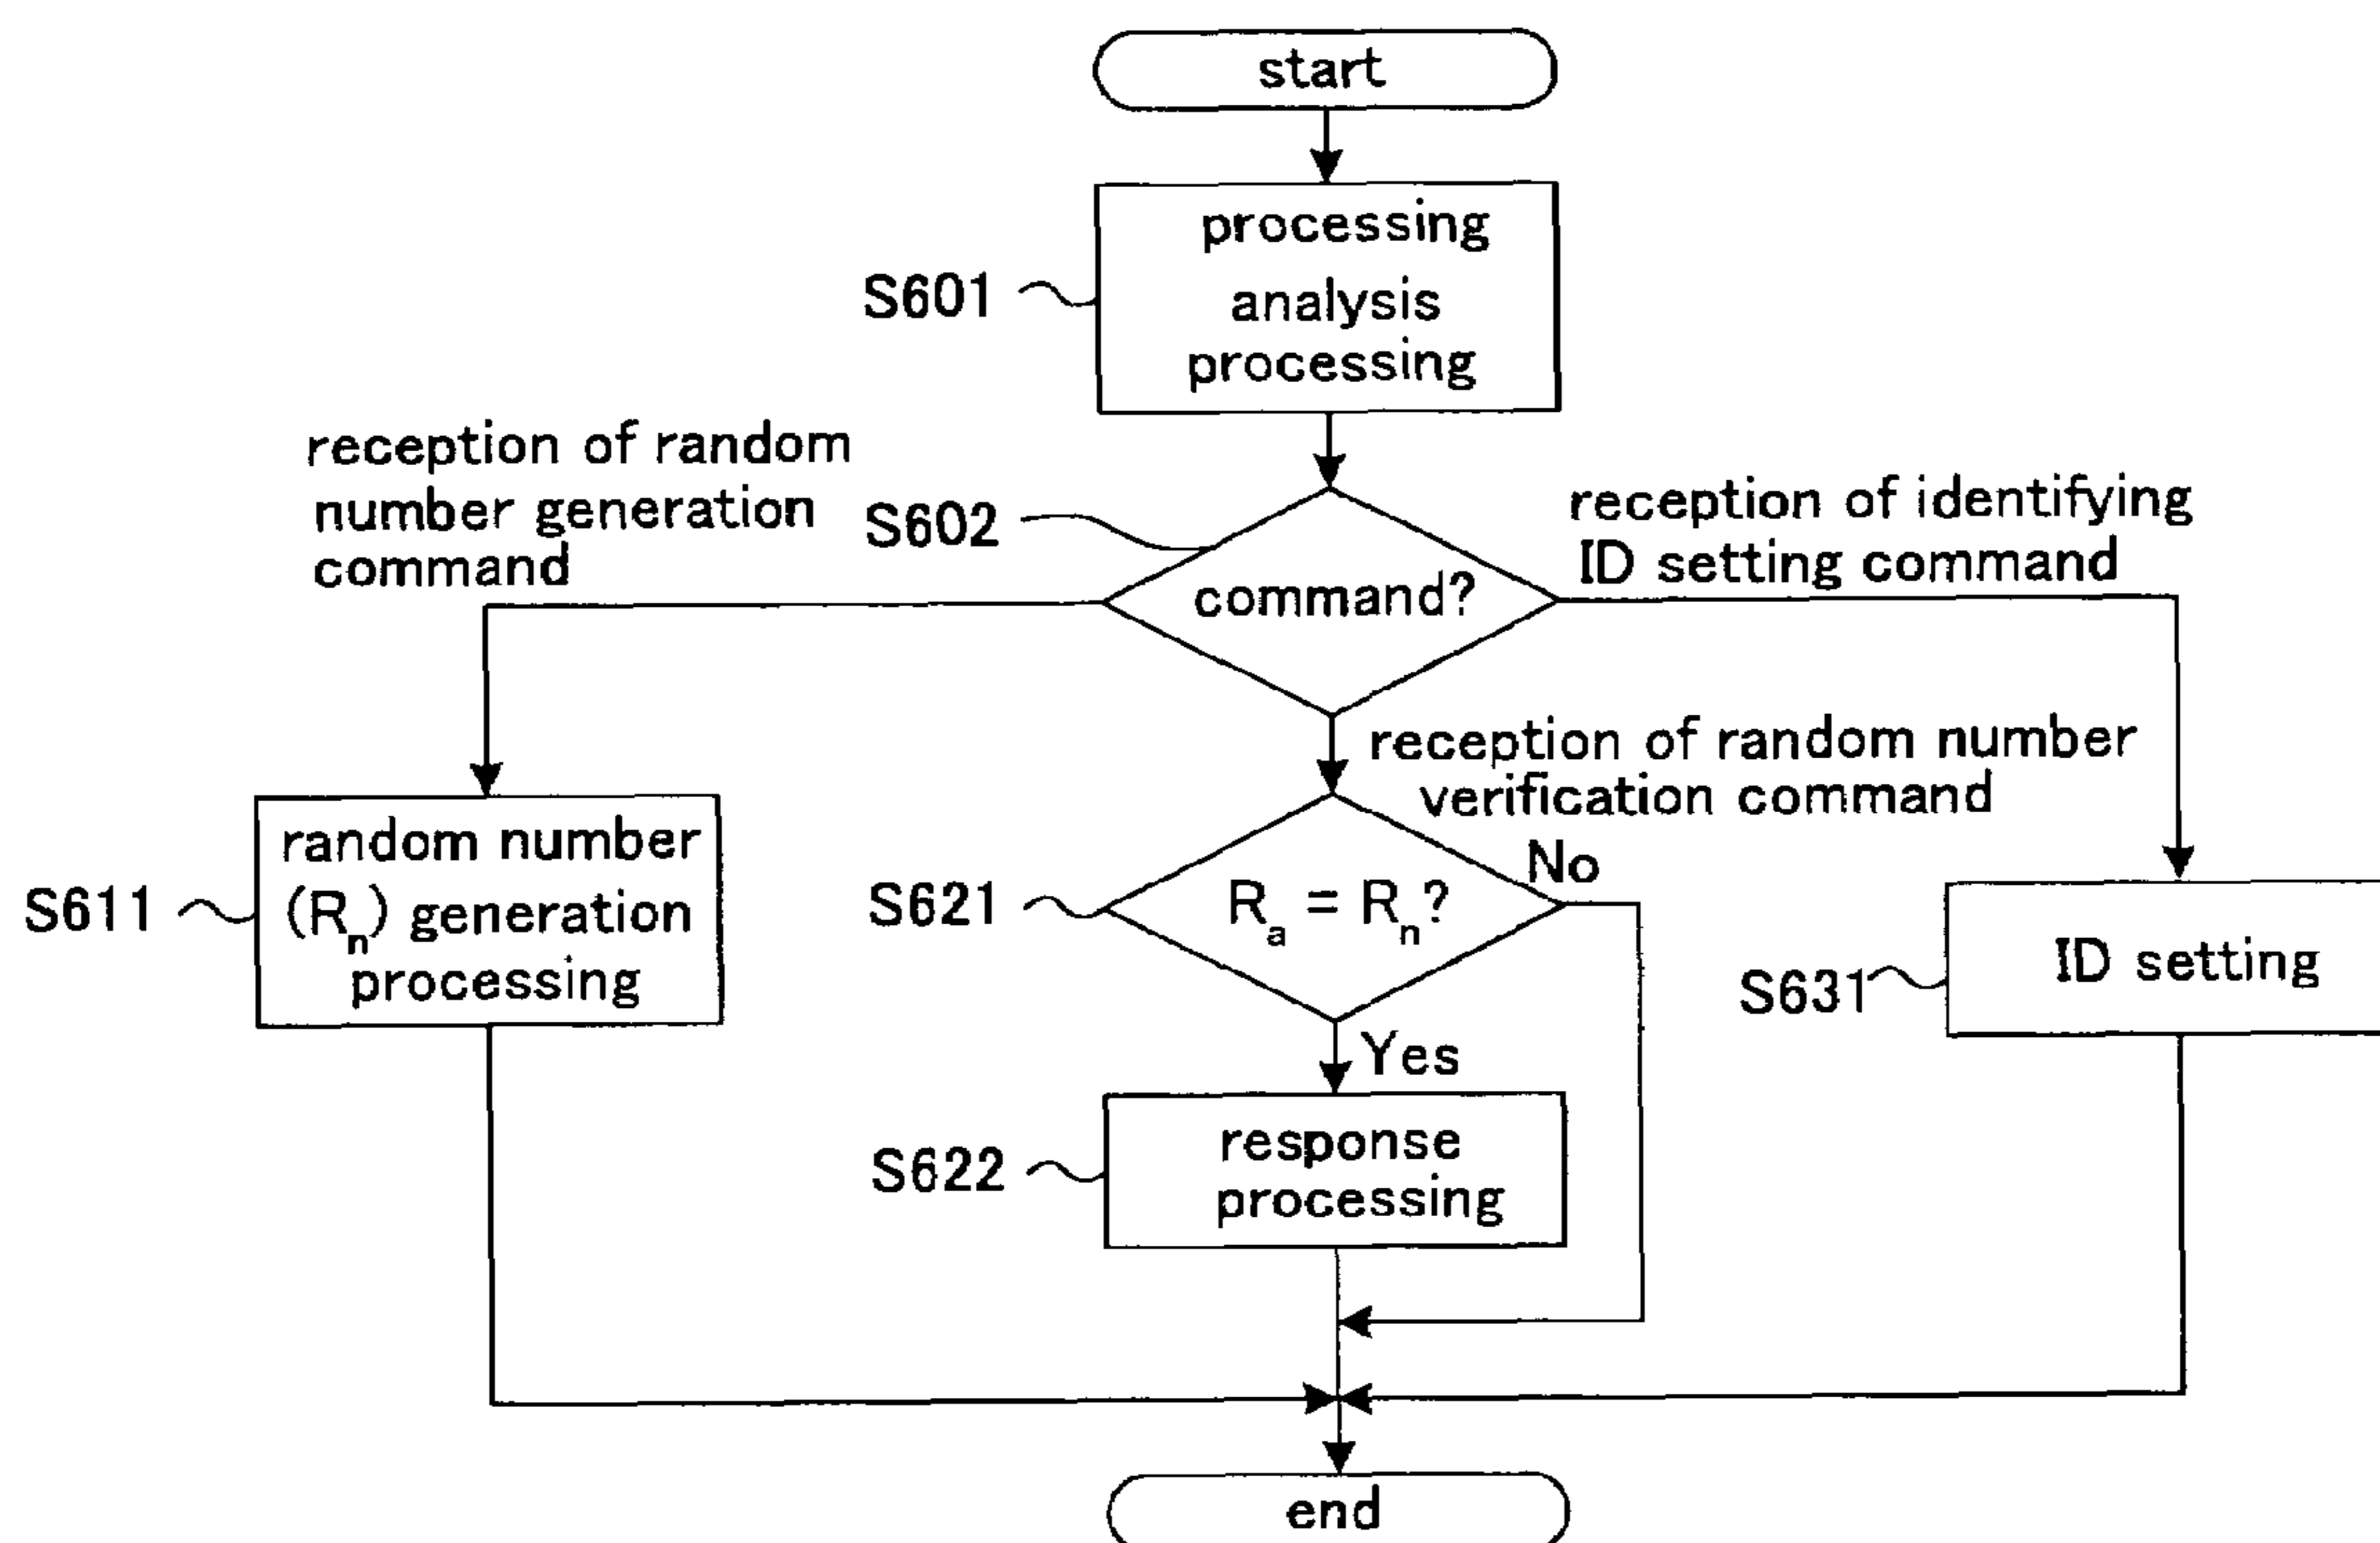 start
processing
analysis
processing
S601
reception of random
number generation
command
S602
command?
reception of identifying
ID setting command
reception of random number
verification command
random number
(Rn) generation
processing
S611
S621
Ra = Rn?
No
Yes
S631
ID setting
S622
response
processing
end